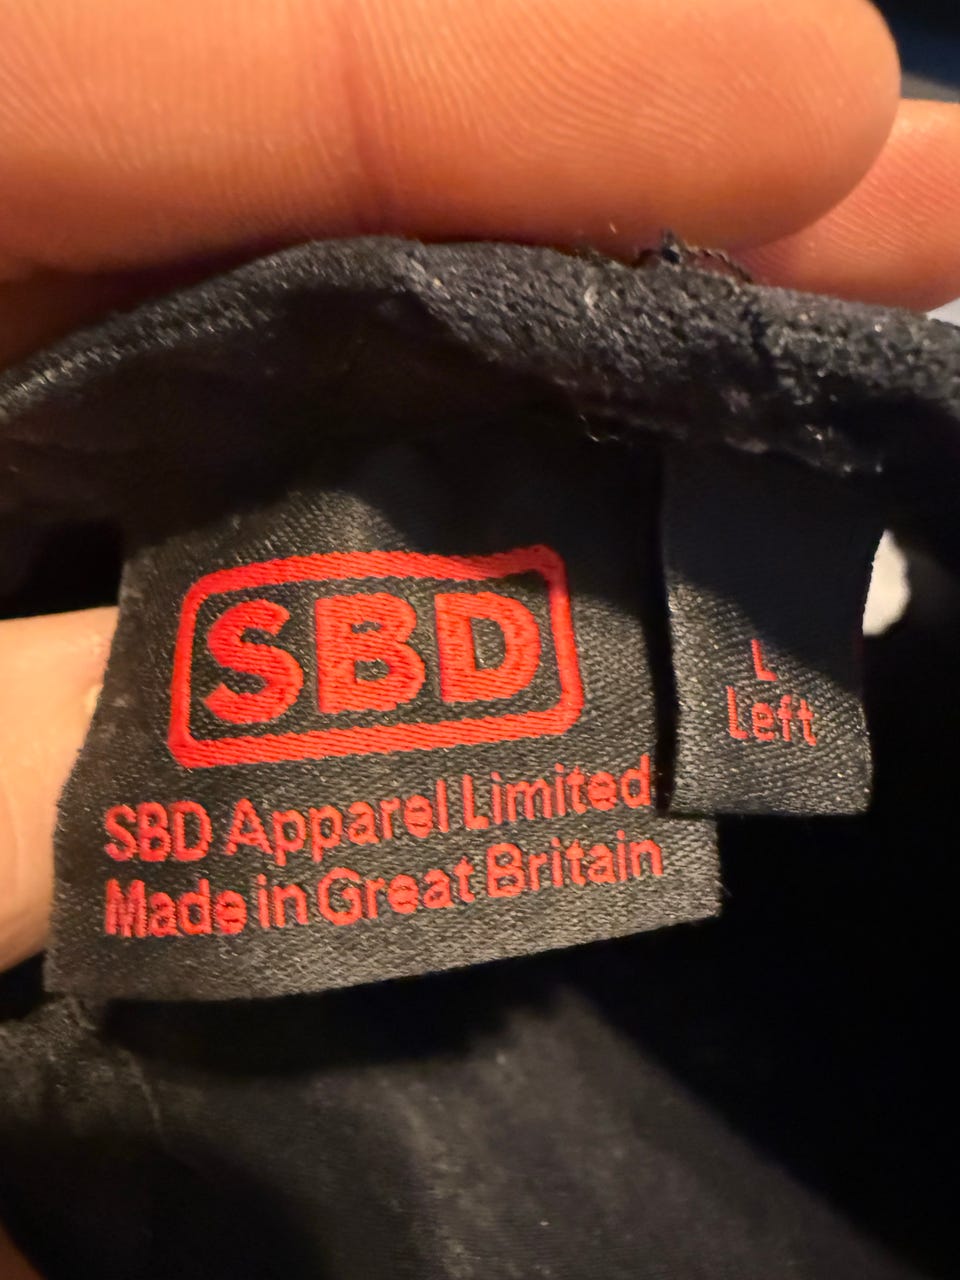 SBD
SBD Apparel Limited
Made in Great Britain
L
Left